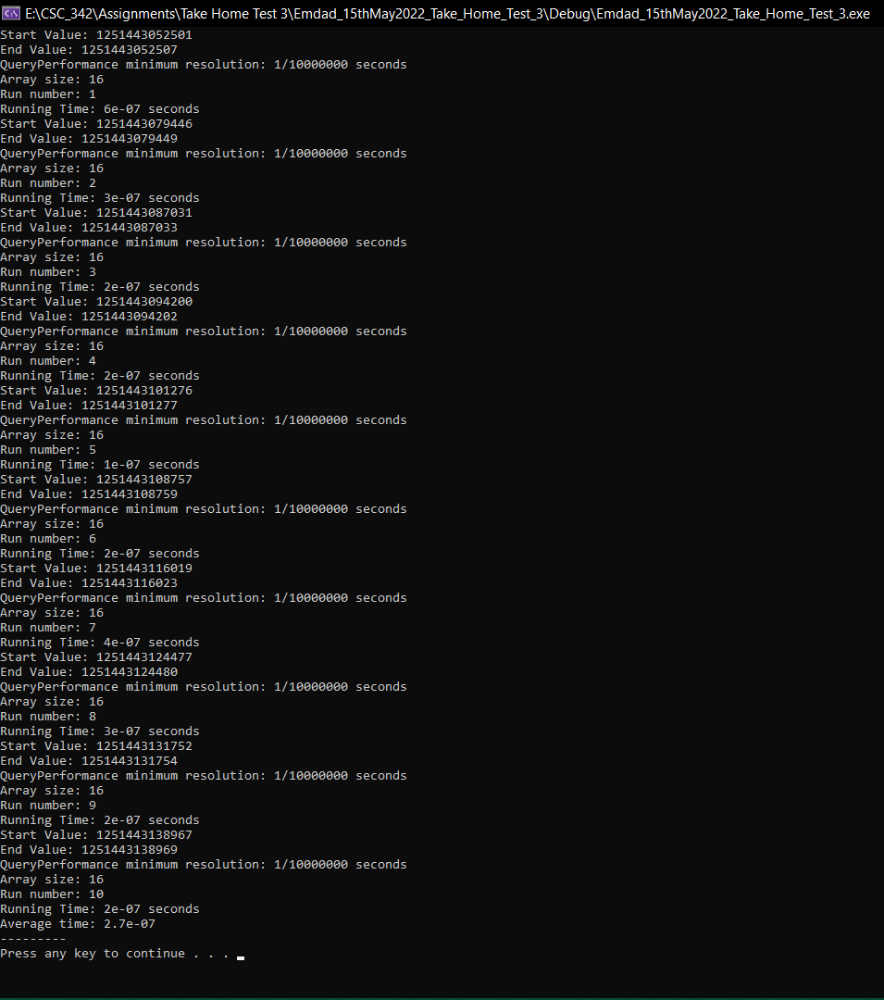 E:\CSC_342\Assignments\Take Home Test 3\Emdad_15thMay2022_Take_Home_Test_3\Debug\Emdad_15thMay2022_Take_Home_Test_3.exe
Start Value: 1251443052501
End Value: 1251443052507
QueryPerformance minimum resolution: 1/10000000 seconds
Array size: 16
Run number: 1
Running Time: 6e-07 seconds
Start Value: 1251443079446
End Value: 1251443079449
QueryPerformance minimum resolution: 1/10000000 seconds
Array size: 16
Run number: 2
Running Time: 3e-07 seconds
Start Value: 1251443087031
End Value: 1251443087033
QueryPerformance minimum resolution: 1/10000000 seconds
Array size: 16
Run number: 3
Running Time: 2e-07 seconds
Start Value: 1251443094200
End Value: 1251443094202
QueryPerformance minimum resolution: 1/10000000 seconds
Array size: 16
Run number: 4
Running Time: 2e-07 seconds
Start Value: 1251443101276
End Value: 1251443101277
QueryPerformance minimum resolution: 1/10000000 seconds
Array size: 16
Run number: 5
Running Time: 1e-07 seconds
Start Value: 1251443108757
End Value: 1251443108759
QueryPerformance minimum resolution: 1/10000000 seconds
Array size: 16
Run number: 6
Running Time: 2e-07 seconds
Start Value: 1251443116019
End Value: 1251443116023
QueryPerformance minimum resolution: 1/10000000 seconds
Array size: 16
Run number: 7
Running Time: 4e-07 seconds
Start Value: 1251443124477
End Value: 1251443124480
QueryPerformance minimum resolution: 1/10000000 seconds
Array size: 16
Run number: 8
Running Time: 3e-07 seconds
Start Value: 1251443131752
End Value: 1251443131754
QueryPerformance minimum resolution: 1/10000000 seconds
Array size: 16
Run number: 9
Running Time: 2e-07 seconds
Start Value: 1251443138967
End Value: 1251443138969
QueryPerformance minimum resolution: 1/10000000 seconds
Array size: 16
Run number: 10
Running Time: 2e-07 seconds
Average time: 2.7e-07
---------
Press any key to continue . . .